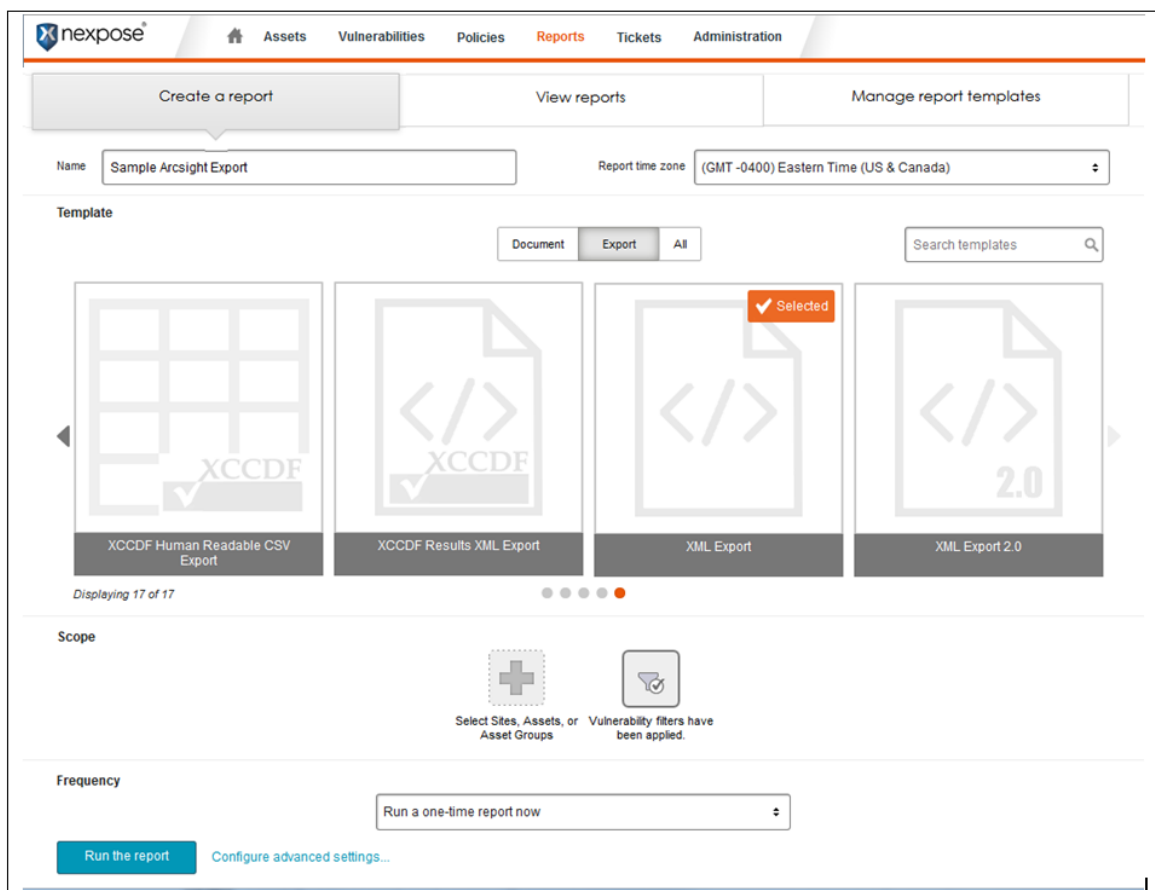 nexpose®
Assets
Vulnerabilities
Policies
Reports
Tickets
Administration
Create a report
View reports
Manage report templates
Name
Sample Arcsight Export
Report time zone
(GMT -0400) Eastern Time (US & Canada)
Template
Document
Export
All
Search templates
Selected
XCCDF
XCCDF
2.0
XCCDF Human Readable CSV
Export
XCCDF Results XML Export
XML Export
XML Export 2.0
Displaying 17 of 17
Scope
Select Sites, Assets, or
Asset Groups
Vulnerability filters have
been applied.
Frequency
Run a one-time report now
Run the report
Configure advanced settings...